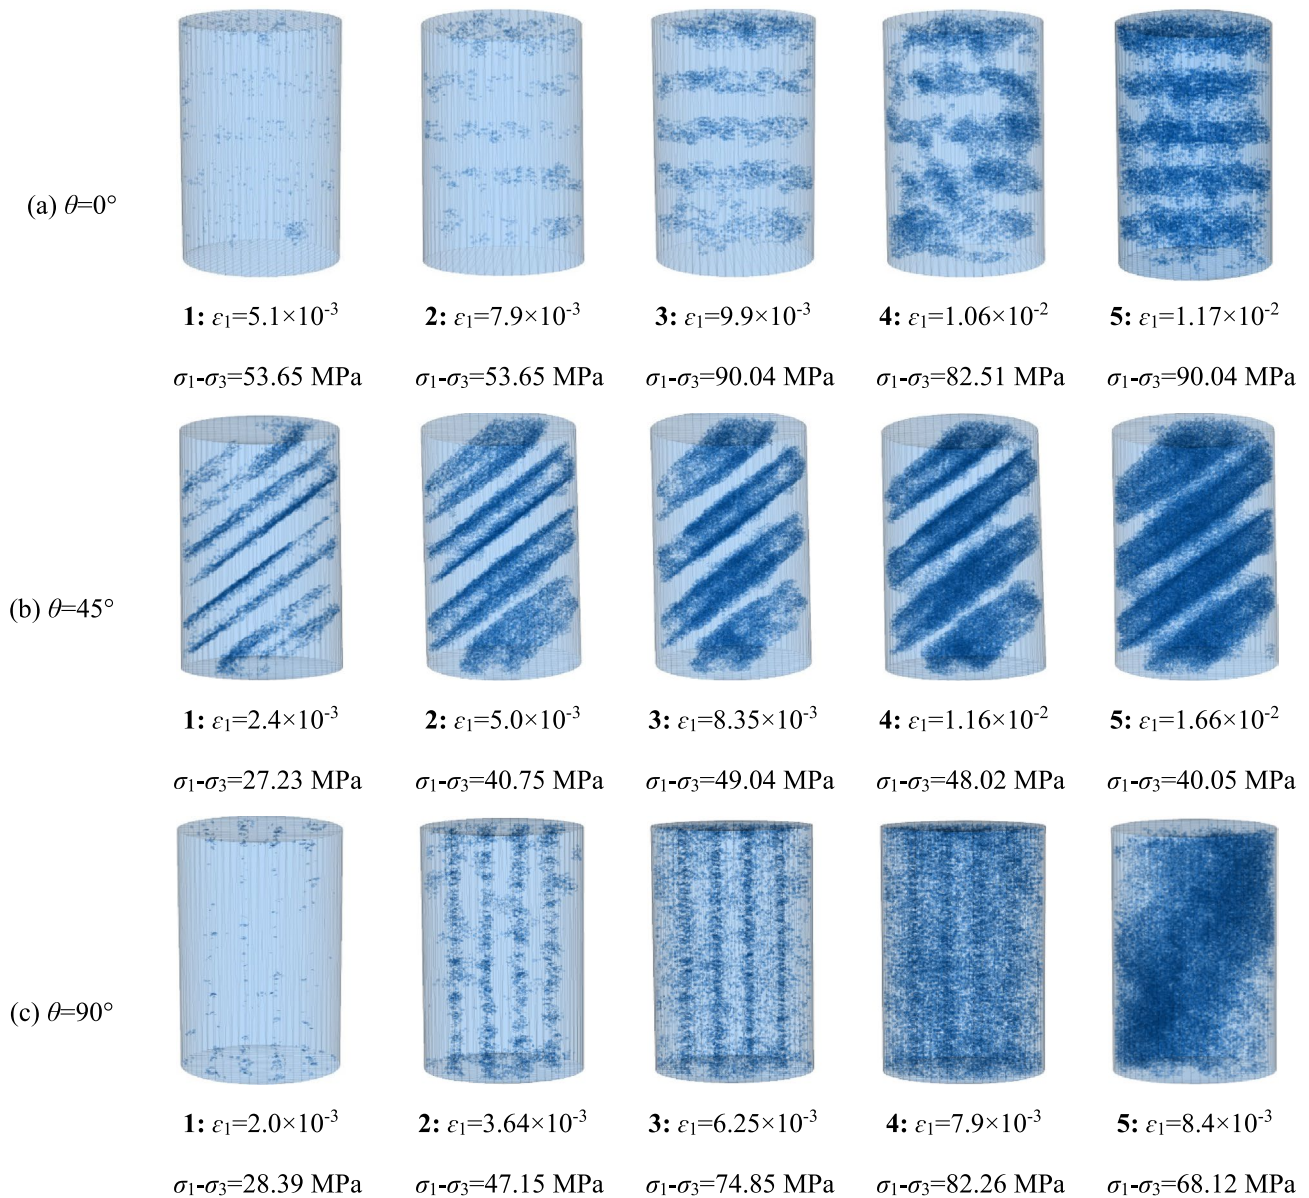 (a) θ=0°
1: ε₁=5.1×10⁻³ 2: ε₁=7.9×10⁻³ 3: ε₁=9.9×10⁻³ 4: ε₁=1.06×10⁻² 5: ε₁=1.17×10⁻²
σ₁-σ₃=53.65 MPa σ₁-σ₃=53.65 MPa σ₁-σ₃=90.04 MPa σ₁-σ₃=82.51 MPa σ₁-σ₃=90.04 MPa
(b) θ=45°
1: ε₁=2.4×10⁻³ 2: ε₁=5.0×10⁻³ 3: ε₁=8.35×10⁻³ 4: ε₁=1.16×10⁻² 5: ε₁=1.66×10⁻²
σ₁-σ₃=27.23 MPa σ₁-σ₃=40.75 MPa σ₁-σ₃=49.04 MPa σ₁-σ₃=48.02 MPa σ₁-σ₃=40.05 MPa
(c) θ=90°
1: ε₁=2.0×10⁻³ 2: ε₁=3.64×10⁻³ 3: ε₁=6.25×10⁻³ 4: ε₁=7.9×10⁻³ 5: ε₁=8.4×10⁻³
σ₁-σ₃=28.39 MPa σ₁-σ₃=47.15 MPa σ₁-σ₃=74.85 MPa σ₁-σ₃=82.26 MPa σ₁-σ₃=68.12 MPa